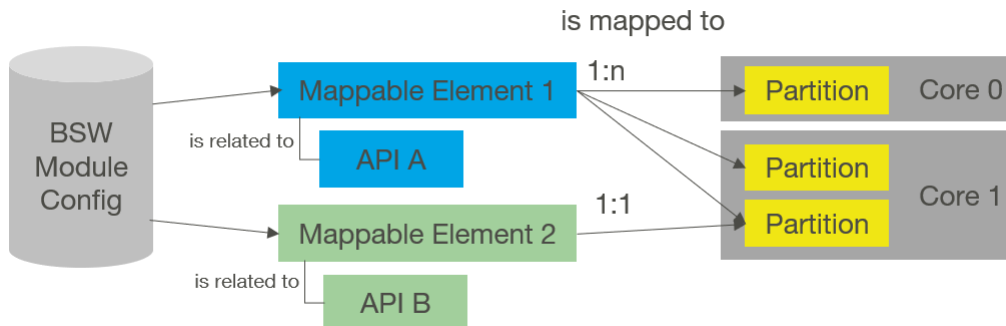 is mapped to
1:n
Mappable Element 1
Partition
Core 0
BSW
Module
Config
is related to
API A
Partition
Core 1
1:1
Partition
Mappable Element 2
is related to
API B